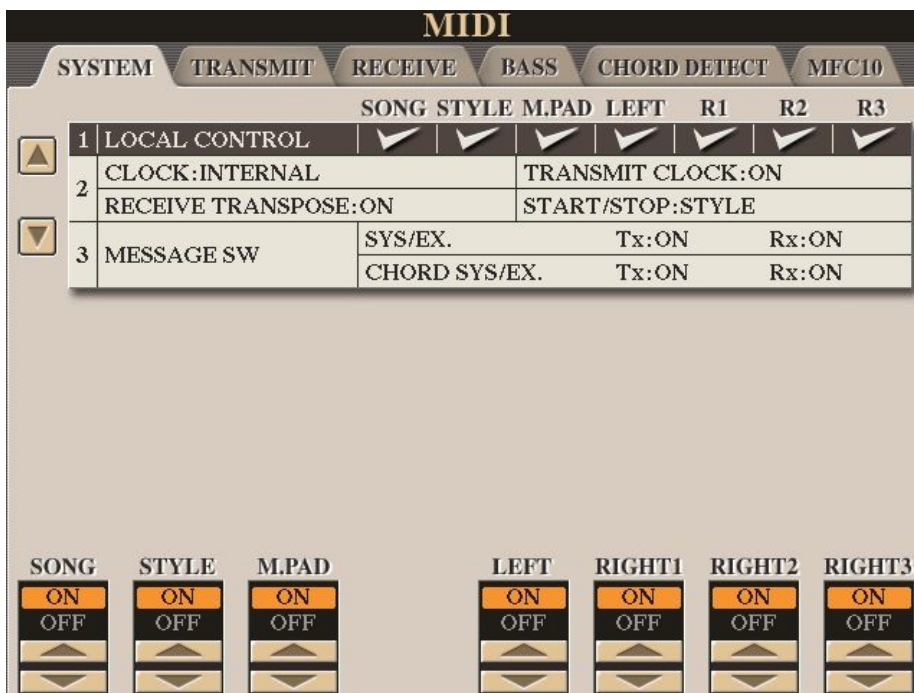 MIDI
SYSTEM TRANSMIT RECEIVE BASS CHORD DETECT MFC10
SONG STYLE M.PAD LEFT R1 R2 R3
1 LOCAL CONTROL
2 CLOCK:INTERNAL TRANSMIT CLOCK:ON
RECEIVE TRANSPOSE:ON START/STOP:STYLE
3 MESSAGE SW SYS/EX. Tx:ON Rx:ON
CHORD SYS/EX. Tx:ON Rx:ON
SONG STYLE M.PAD LEFT RIGHT1 RIGHT2 RIGHT3
ON ON ON ON ON ON ON
OFF OFF OFF OFF OFF OFF OFF